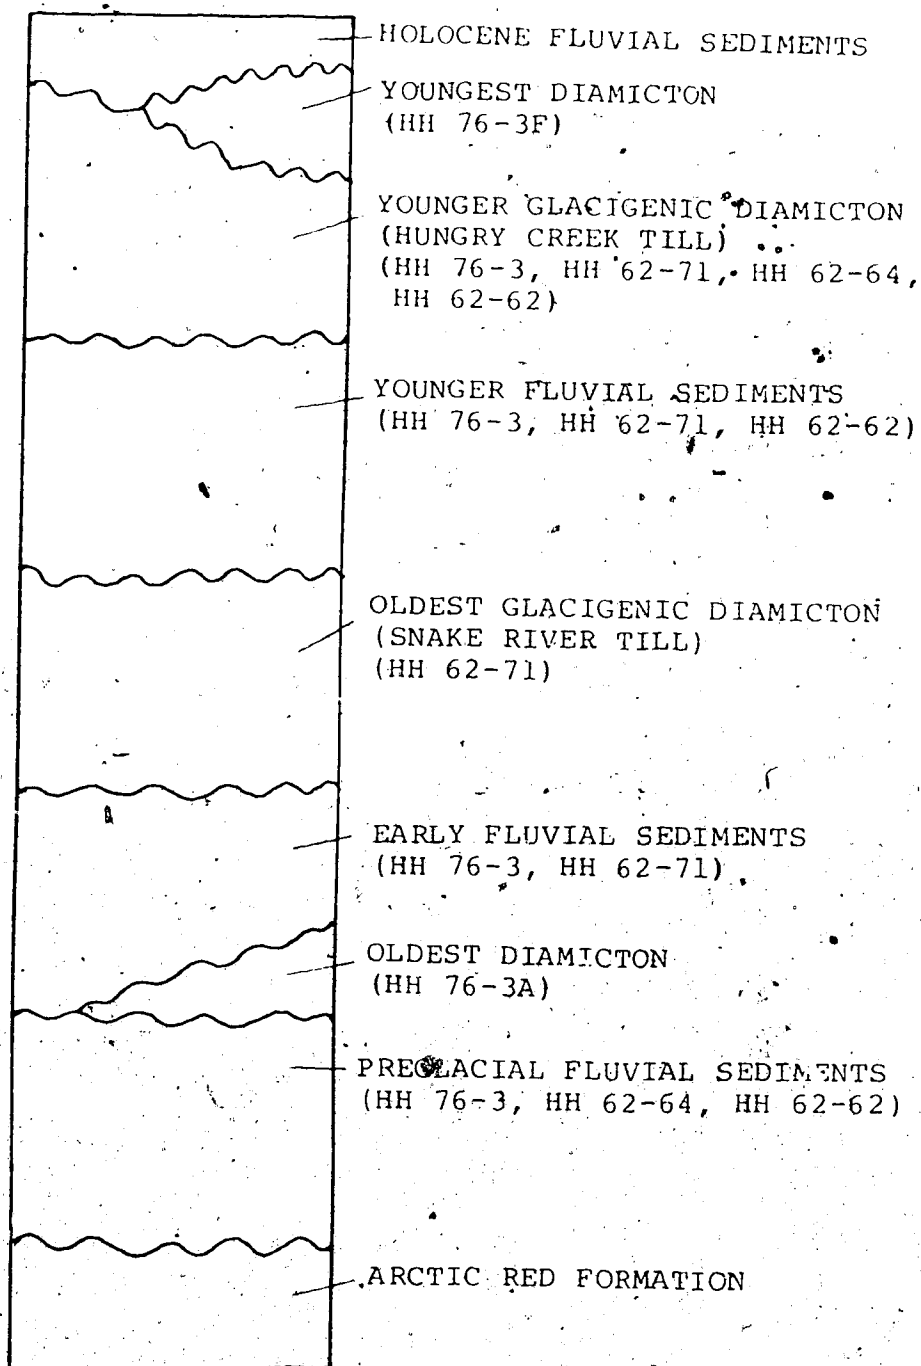 HOLOCENE FLUVIAL SEDIMENTS
YOUNGEST DIAMICTON
(HH 76-3F)
YOUNGER GLACIGENIC DIAMICTON
(HUNGRY CREEK TILL)
(HH 76-3, HH 62-71, HH 62-64,
HH 62-62)
YOUNGER FLUVIAL SEDIMENTS
(HH 76-3, HH 62-71, HH 62-62)
OLDEST GLACIGENIC DIAMICTON
(SNAKE RIVER TILL)
(HH 62-71)
EARLY FLUVIAL SEDIMENTS
(HH 76-3, HH 62-71)
OLDEST DIAMICTON
(HH 76-3A)
PREGLACIAL FLUVIAL SEDIMENTS
(HH 76-3, HH 62-64, HH 62-62)
ARCTIC RED FORMATION